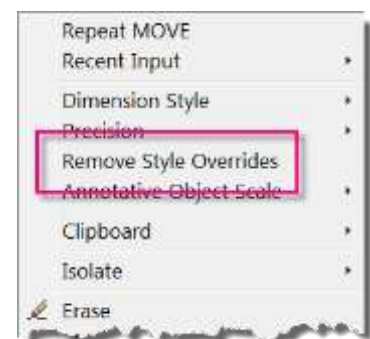 Repeat MOVE
Recent Input
Dimension Style
Precision
Remove Style Overrides
Annotative Object Scale
Clipboard
Isolate
Erase